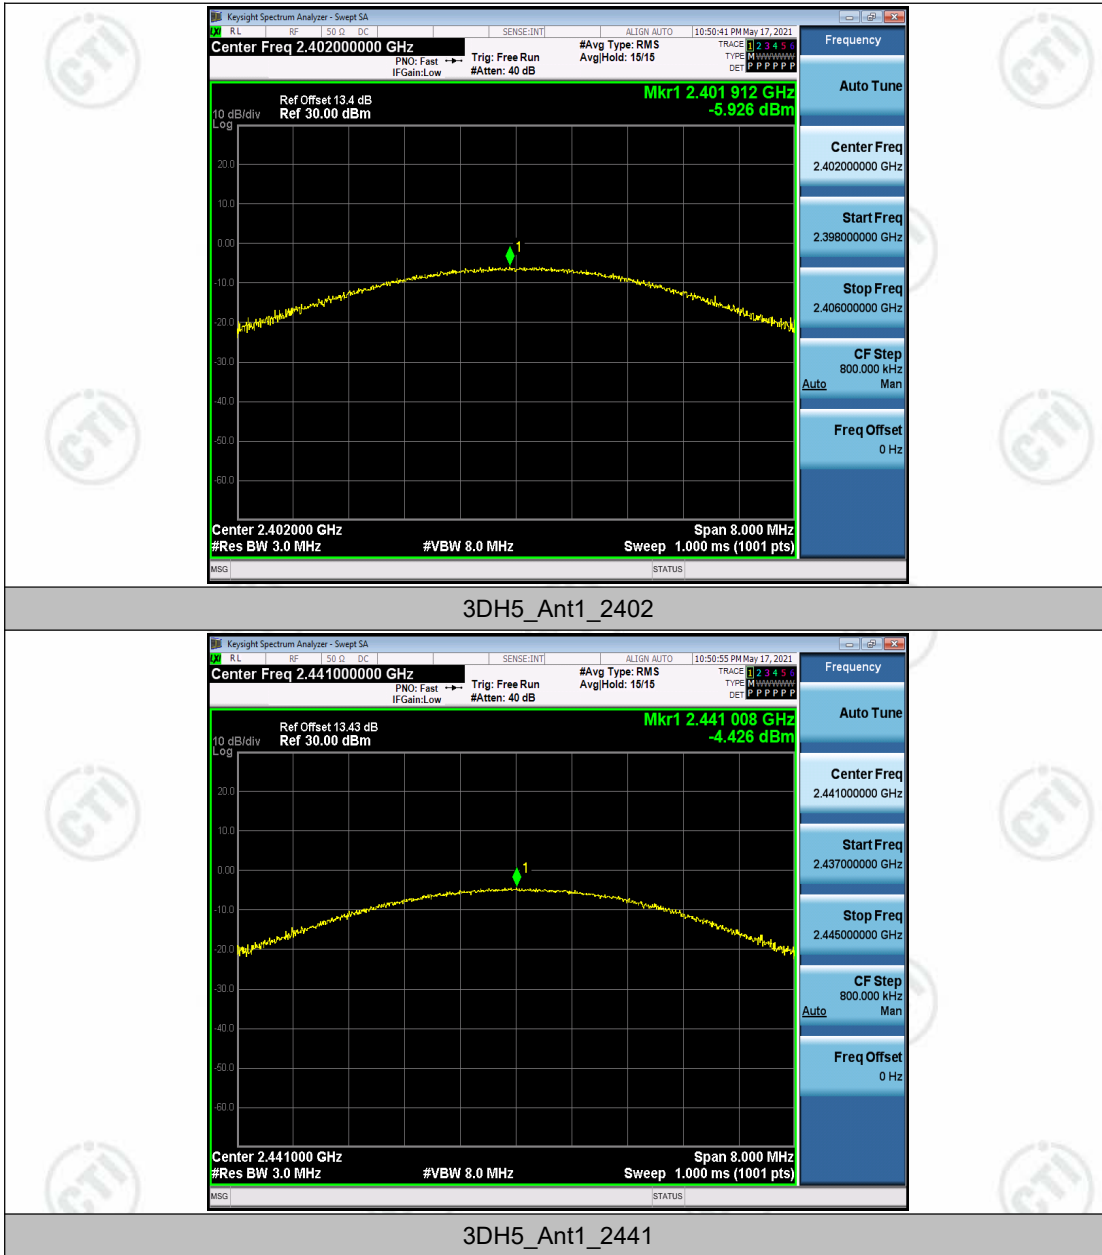 Keysight Spectrum Analyzer - Swept SA
LXI RL RF 50 Ω DC SENSE:INT ALIGN AUTO 10:50:41 PM May 17, 2021
Center Freq 2.402000000 GHz
PNO: Fast
IFGain:Low
Trig: Free Run
#Atten: 40 dB
#Avg Type: RMS
Avg|Hold: 15/15
TRACE 1 2 3 4 5 6
TYPE M W W W W W
DET P P P P P P
Frequency
Mkr1 2.401 912 GHz
-5.926 dBm
Ref Offset 13.4 dB
10 dB/div Ref 30.00 dBm
Log
20.0
10.0
0.00
-10.0
-20.0
-30.0
-40.0
-50.0
-60.0
1
Auto Tune
Center Freq
2.402000000 GHz
Start Freq
2.398000000 GHz
Stop Freq
2.406000000 GHz
CF Step
800.000 kHz
Auto Man
Freq Offset
0 Hz
Center 2.402000 GHz Span 8.000 MHz
#Res BW 3.0 MHz #VBW 8.0 MHz Sweep 1.000 ms (1001 pts)
MSG STATUS
3DH5_Ant1_2402
Keysight Spectrum Analyzer - Swept SA
LXI RL RF 50 Ω DC SENSE:INT ALIGN AUTO 10:50:55 PM May 17, 2021
Center Freq 2.441000000 GHz
PNO: Fast
IFGain:Low
Trig: Free Run
#Atten: 40 dB
#Avg Type: RMS
Avg|Hold: 15/15
TRACE 1 2 3 4 5 6
TYPE M W W W W W
DET P P P P P P
Frequency
Mkr1 2.441 008 GHz
-4.426 dBm
Ref Offset 13.43 dB
10 dB/div Ref 30.00 dBm
Log
20.0
10.0
0.00
-10.0
-20.0
-30.0
-40.0
-50.0
-60.0
1
Auto Tune
Center Freq
2.441000000 GHz
Start Freq
2.437000000 GHz
Stop Freq
2.445000000 GHz
CF Step
800.000 kHz
Auto Man
Freq Offset
0 Hz
Center 2.441000 GHz Span 8.000 MHz
#Res BW 3.0 MHz #VBW 8.0 MHz Sweep 1.000 ms (1001 pts)
MSG STATUS
3DH5_Ant1_2441
CTI
CTI
CTI
CTI
CTI
CTI
CTI
CTI